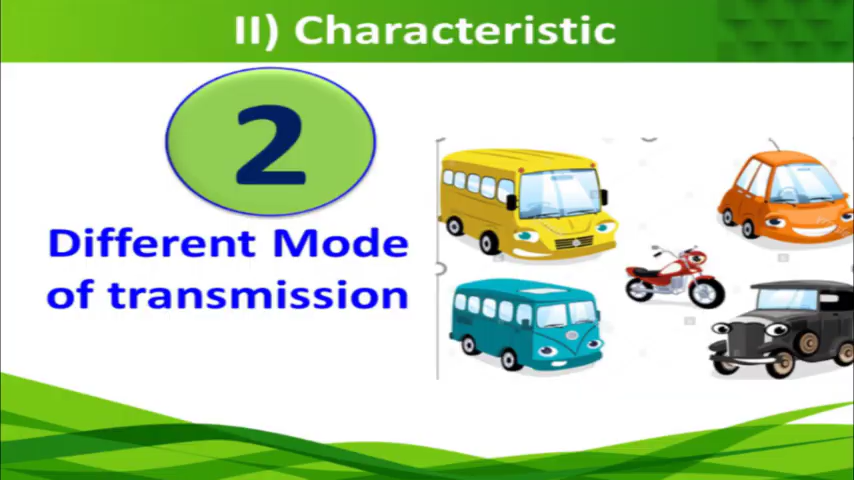 II) Characteristic
2
Different Mode
of transmission